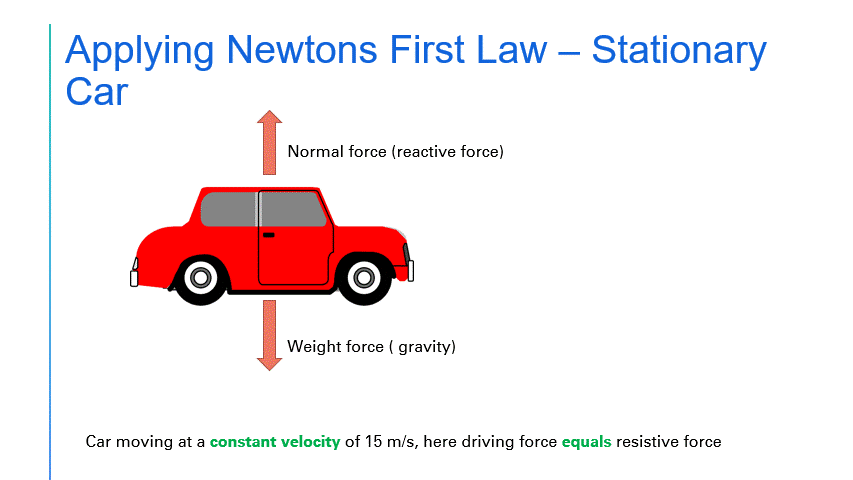 Applying Newtons First Law – Stationary
Car
Normal force (reactive force)
Weight force ( gravity)
Car moving at a constant velocity of 15 m/s, here driving force equals resistive force